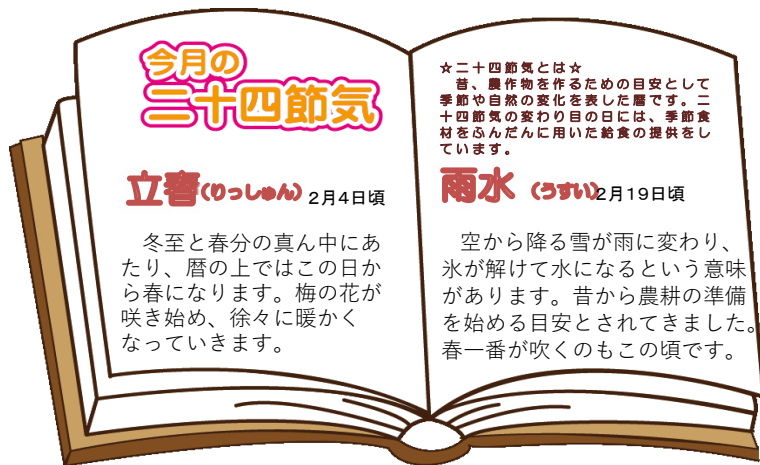 今月の
二十四節気
立春(りっしゅん) 2月4日頃
冬至と春分の真ん中にあ
たり、暦の上ではこの日か
ら春になります。梅の花が
咲き始め、徐々に暖かく
なっていきます。
☆二十四節気とは☆
昔、農作物を作るための目安として
季節や自然の変化を表した暦です。二
十四節気の変わり目の日には、季節食
材をふんだんに用いた給食の提供をし
ています。
雨水 (うすい)2月19日頃
空から降る雪が雨に変わり、
氷が解けて水になるという意味
があります。昔から農耕の準備
を始める目安とされてきました。
春一番が吹くのもこの頃です。